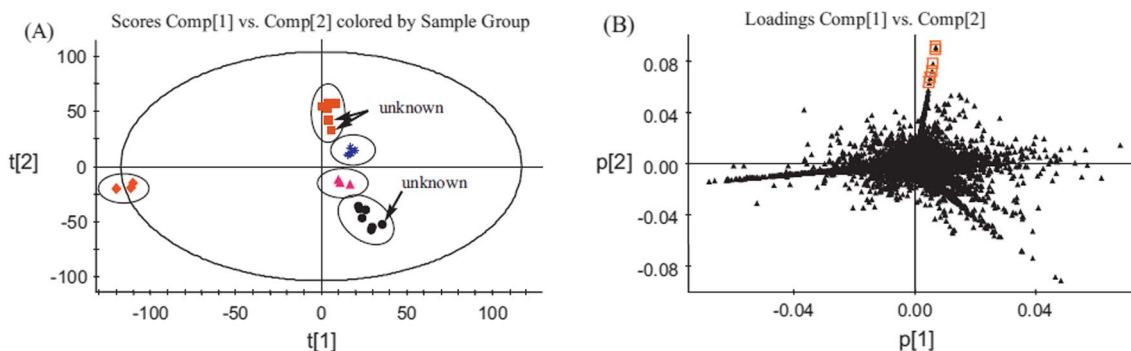 (A)
Scores Comp[1] vs. Comp[2] colored by Sample Group
100
50
0
-50
-100
t[2]
unknown
unknown
-100
-50
0
50
100
t[1]
(B)
Loadings Comp[1] vs. Comp[2]
0.08
0.04
0.00
-0.04
-0.08
p[2]
-0.04
0.00
0.04
p[1]